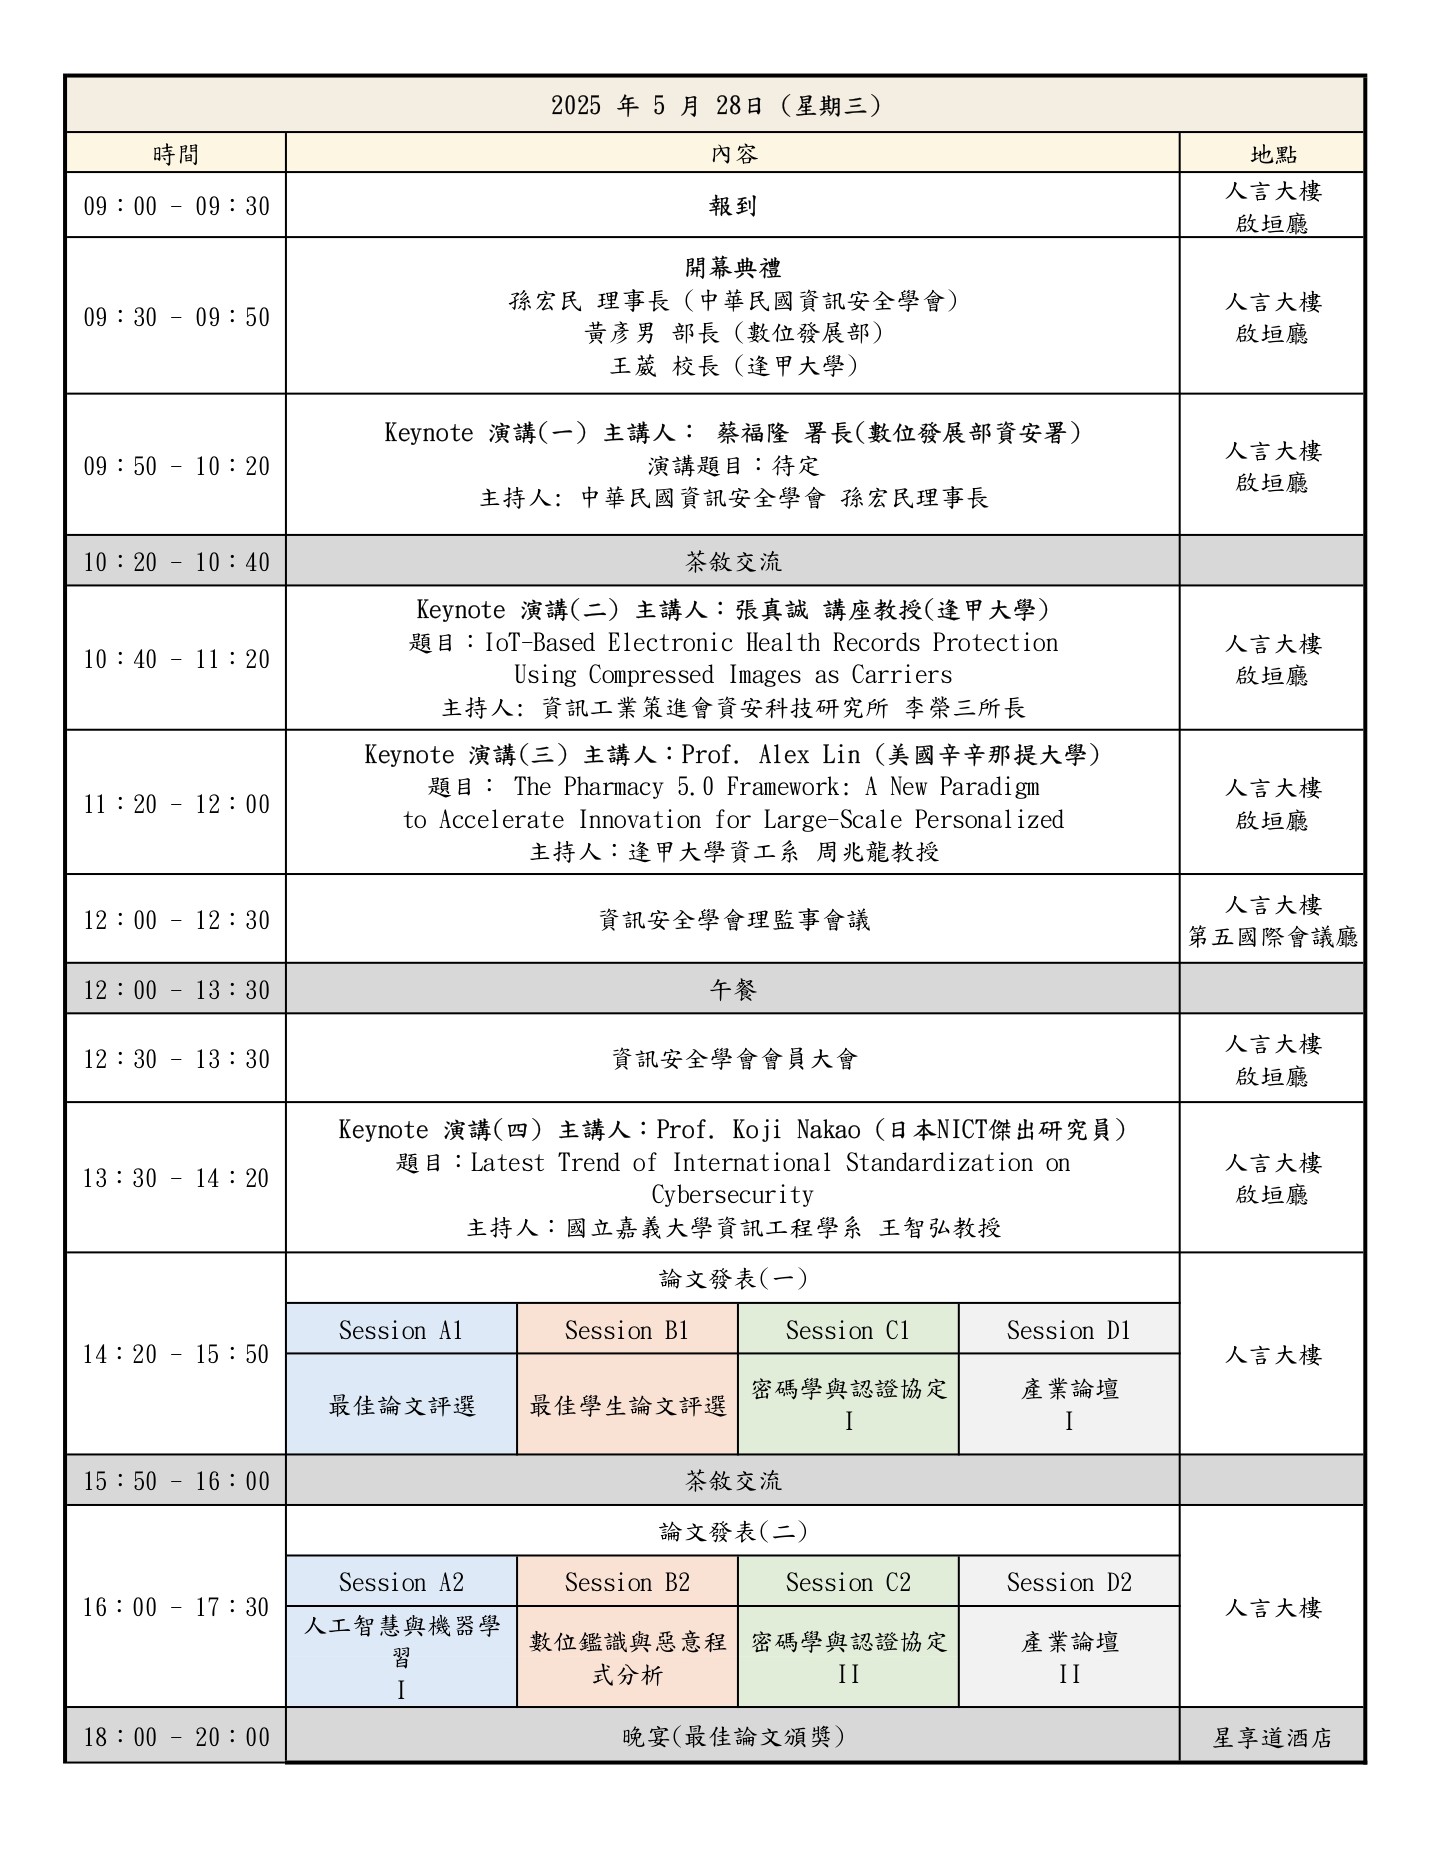 2025 年 5 月 28日 (星期三)
時間 內容 地點
09：00 - 09：30 報到 人言大樓
啟垣廳
09：30 - 09：50 開幕典禮
孫宏民 理事長 (中華民國資訊安全學會)
黃彥男 部長 (數位發展部)
王葳 校長 (逢甲大學)
人言大樓
啟垣廳
09：50 - 10：20 Keynote 演講(一) 主講人： 蔡福隆 署長(數位發展部資安署)
演講題目：待定
主持人: 中華民國資訊安全學會 孫宏民理事長
人言大樓
啟垣廳
10：20 - 10：40 茶敘交流
10：40 - 11：20 Keynote 演講(二) 主講人：張真誠 講座教授(逢甲大學)
題目：IoT-Based Electronic Health Records Protection
Using Compressed Images as Carriers
主持人: 資訊工業策進會資安科技研究所 李榮三所長
人言大樓
啟垣廳
11：20 - 12：00 Keynote 演講(三) 主講人：Prof. Alex Lin (美國辛辛那提大學)
題目： The Pharmacy 5.0 Framework: A New Paradigm
to Accelerate Innovation for Large-Scale Personalized
主持人：逢甲大學資工系 周兆龍教授
人言大樓
啟垣廳
12：00 - 12：30 資訊安全學會理監事會議 人言大樓
第五國際會議廳
12：00 - 13：30 午餐
12：30 - 13：30 資訊安全學會會員大會 人言大樓
啟垣廳
13：30 - 14：20 Keynote 演講(四) 主講人：Prof. Koji Nakao (日本NICT傑出研究員)
題目：Latest Trend of International Standardization on
Cybersecurity
主持人：國立嘉義大學資訊工程學系 王智弘教授
人言大樓
啟垣廳
14：20 - 15：50 論文發表(一) 人言大樓
Session A1 Session B1 Session C1 Session D1
最佳論文評選 最佳學生論文評選 密碼學與認證協定
I
產業論壇
I
15：50 - 16：00 茶敘交流
16：00 - 17：30 論文發表(二) 人言大樓
Session A2 Session B2 Session C2 Session D2
人工智慧與機器學
習
I
數位鑑識與惡意程
式分析
密碼學與認證協定
II
產業論壇
II
18：00 - 20：00 晚宴(最佳論文頒獎) 星享道酒店